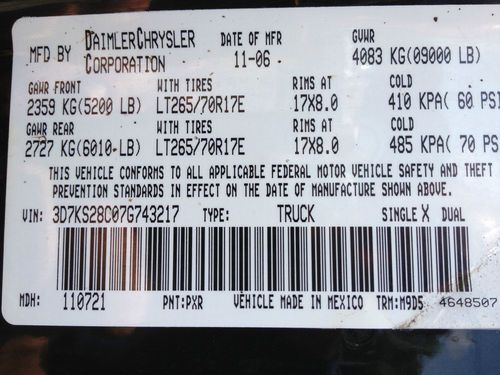 MFD BY DAIMLERCHRYSLER CORPORATION DATE OF MFR 11-06 GVWR 4083 KG(09000 LB)
GAWR FRONT WITH TIRES RIMS AT COLD
2359 KG(5200 LB) LT265/70R17E 17X8.0 410 KPA( 60 PSI
GAWR REAR WITH TIRES RIMS AT COLD
2727 KG(6010-LB) LT265/70R17E 17X8.0 485 KPA( 70 PS
THIS VEHICLE CONFORMS TO ALL APPLICABLE FEDERAL MOTOR VEHICLE SAFETY AND THEFT
PREVENTION STANDARDS IN EFFECT ON THE DATE OF MANUFACTURE SHOWN ABOVE.
VIN: 3D7KS28C07G743217 TYPE: TRUCK SINGLE X DUAL
MDH: 110721 PNT:PXR VEHICLE MADE IN MEXICO TRM:M9D5 4648507